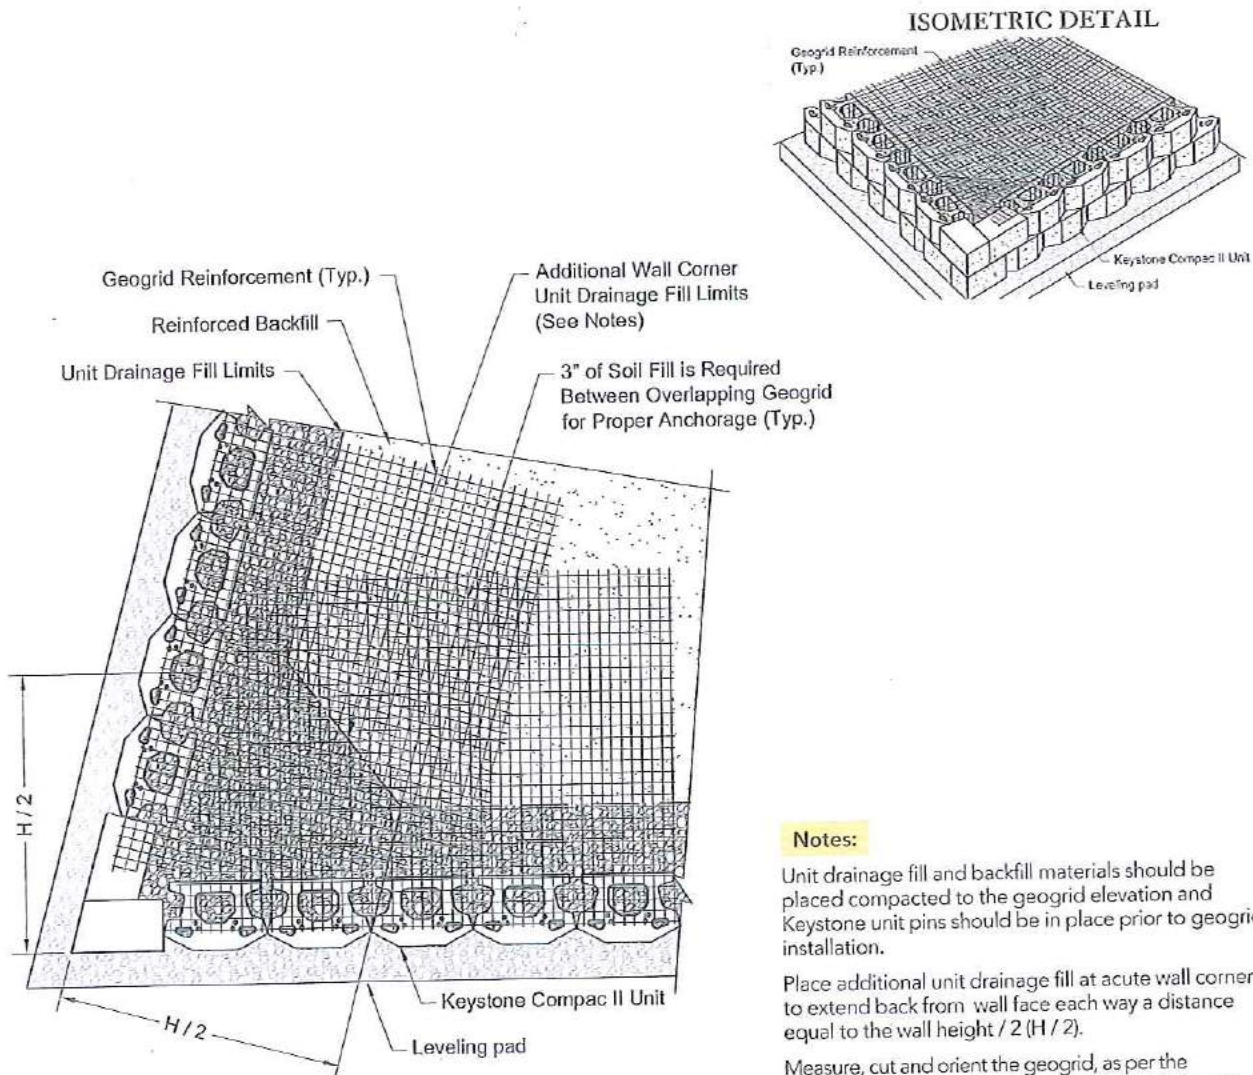 ISOMETRIC DETAIL
Geogrid Reinforcement
(Typ.)
Keystone Compac II Unit
Leveling pad
Geogrid Reinforcement (Typ.)
Reinforced Backfill
Unit Drainage Fill Limits
Additional Wall Corner
Unit Drainage Fill Limits
(See Notes)
3" of Soil Fill is Required
Between Overlapping Geogrid
for Proper Anchorage (Typ.)
H / 2
H / 2
Keystone Compac II Unit
Leveling pad
Notes:
Unit drainage fill and backfill materials should be
placed compacted to the geogrid elevation and
Keystone unit pins should be in place prior to geogrid
installation.
Place additional unit drainage fill at acute wall corner
to extend back from wall face each way a distance
equal to the wall height / 2 (H / 2).
Measure, cut and orient the geogrid, as per the